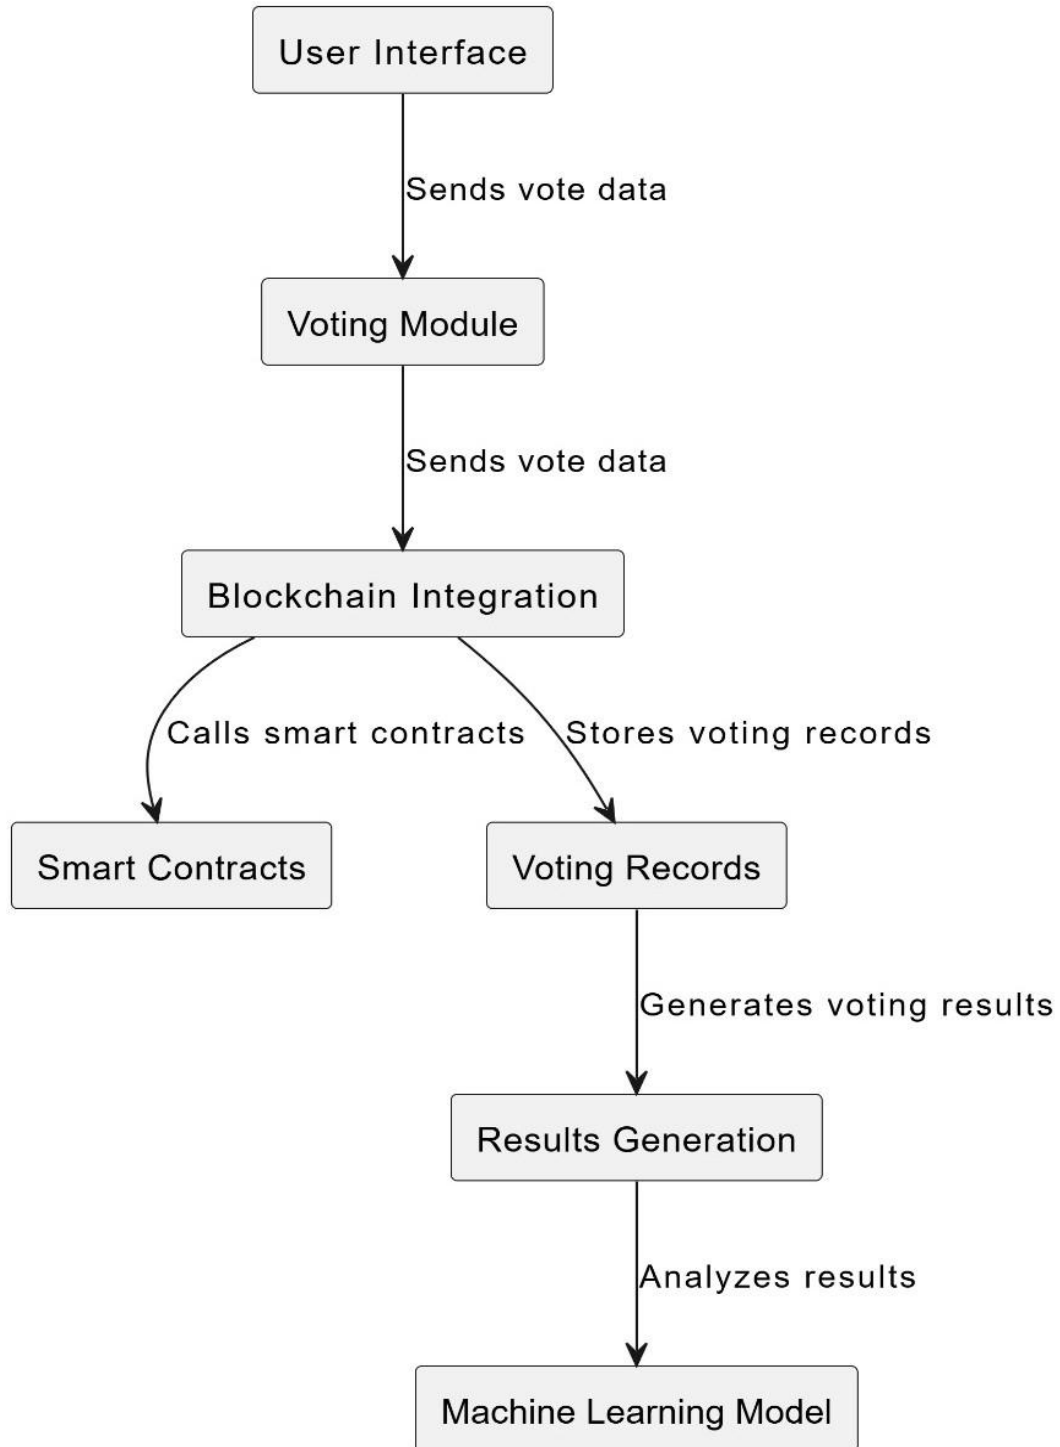 User Interface
Sends vote data
Voting Module
Sends vote data
Blockchain Integration
Calls smart contracts
Stores voting records
Smart Contracts
Voting Records
Generates voting results
Results Generation
Analyzes results
Machine Learning Model